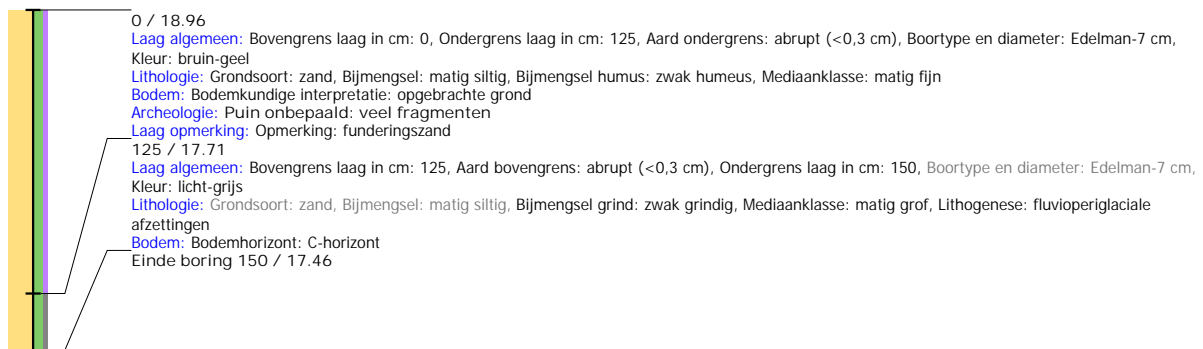 0 / 18.96
Laag algemeen: Bovengrens laag in cm: 0, Ondergrens laag in cm: 125, Aard ondergrens: abrupt (<0,3 cm), Boortype en diameter: Edelman-7 cm,
Kleur: bruin-geel
Lithologie: Grondsoort: zand, Bijmengsel: matig siltig, Bijmengsel humus: zwak humeus, Mediaanklasse: matig fijn
Bodem: Bodemkundige interpretatie: opgebrachte grond
Archeologie: Puin onbepaald: veel fragmenten
Laag opmerking: Opmerking: funderingszand
125 / 17.71
Laag algemeen: Bovengrens laag in cm: 125, Aard bovengrens: abrupt (<0,3 cm), Ondergrens laag in cm: 150, Boortype en diameter: Edelman-7 cm,
Kleur: licht-grijs
Lithologie: Grondsoort: zand, Bijmengsel: matig siltig, Bijmengsel grind: zwak grindig, Mediaanklasse: matig grof, Lithogenese: fluvioperiglaciale
afzettingen
Bodem: Bodemhorizont: C-horizont
Einde boring 150 / 17.46